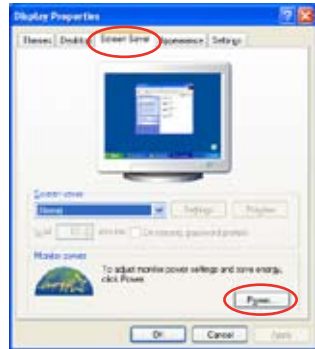 Display Properties
Themes Desktop Screen Saver Appearance Settings
Screen saver
(None) Settings Preview
Wait 10 minutes On resume, password protect
Monitor power
To adjust monitor power settings and save energy,
click Power.
Power...
OK Cancel Apply